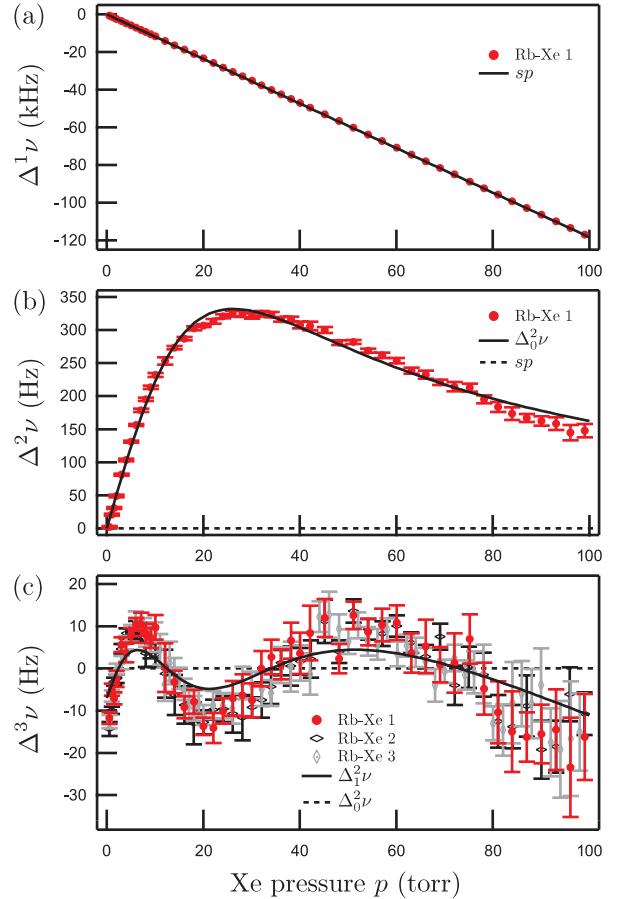 (a)
Δ¹ν (kHz)
0
-20
-40
-60
-80
-100
-120
Rb-Xe 1
sp
0 20 40 60 80 100
(b)
Δ²ν (Hz)
350
300
250
200
150
100
50
0
Rb-Xe 1
Δ²₀ν
sp
0 20 40 60 80 100
(c)
Δ³ν (Hz)
20
10
0
-10
-20
-30
Rb-Xe 1
Rb-Xe 2
Rb-Xe 3
Δ²₁ν
Δ²₀ν
0 20 40 60 80 100
Xe pressure p (torr)